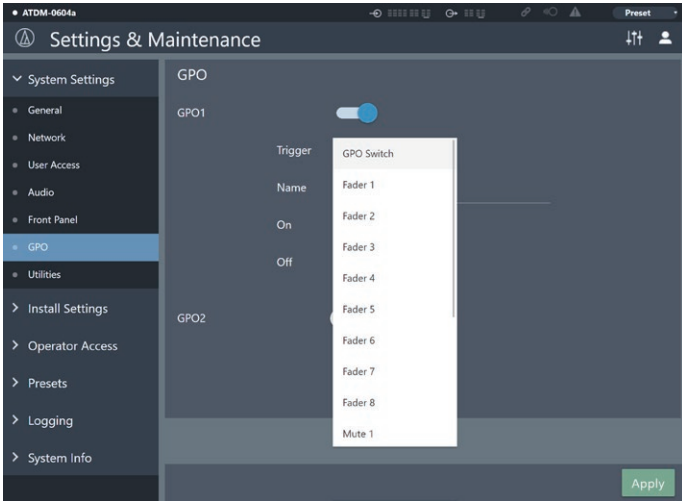 ATDM-0604a
Preset
Settings & Maintenance
System Settings
General
Network
User Access
Audio
Front Panel
GPO
Utilities
Install Settings
Operator Access
Presets
Logging
System Info
GPO
GPO1
Trigger
Name
On
Off
GPO2
GPO Switch
Fader 1
Fader 2
Fader 3
Fader 4
Fader 5
Fader 6
Fader 7
Fader 8
Mute 1
Apply